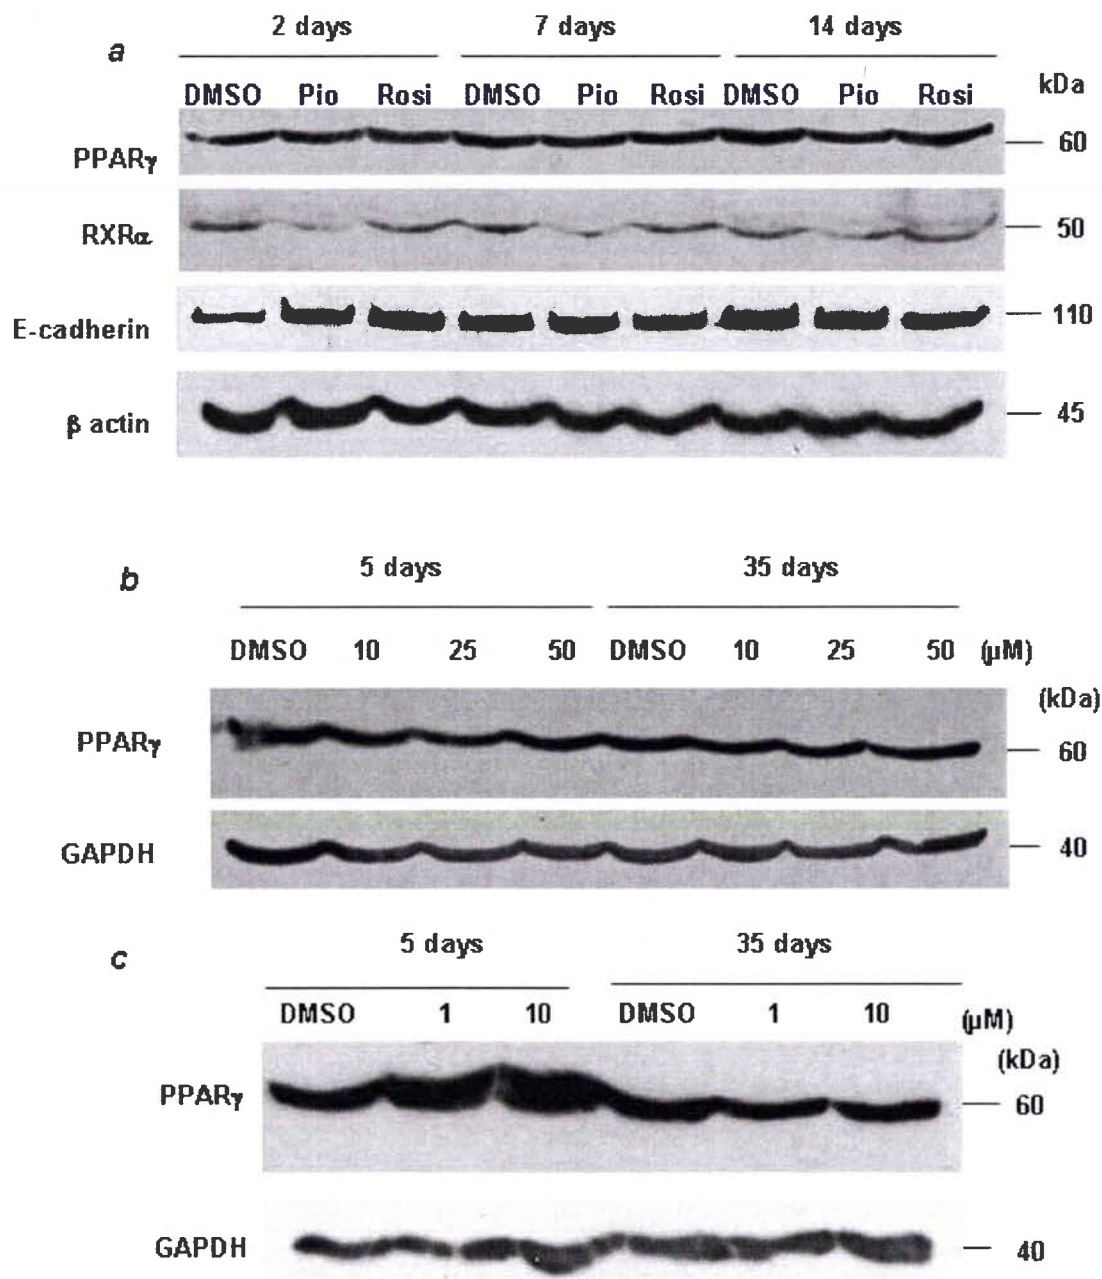 a
2 days 7 days 14 days
DMSO Pio Rosi DMSO Pio Rosi DMSO Pio Rosi kDa
PPARγ 60
RXRα 50
E-cadherin 110
β actin 45
b
5 days 35 days
DMSO 10 25 50 DMSO 10 25 50 (µM)
(kDa)
PPARγ 60
GAPDH 40
c
5 days 35 days
DMSO 1 10 DMSO 1 10 (µM)
(kDa)
PPARγ 60
GAPDH 40